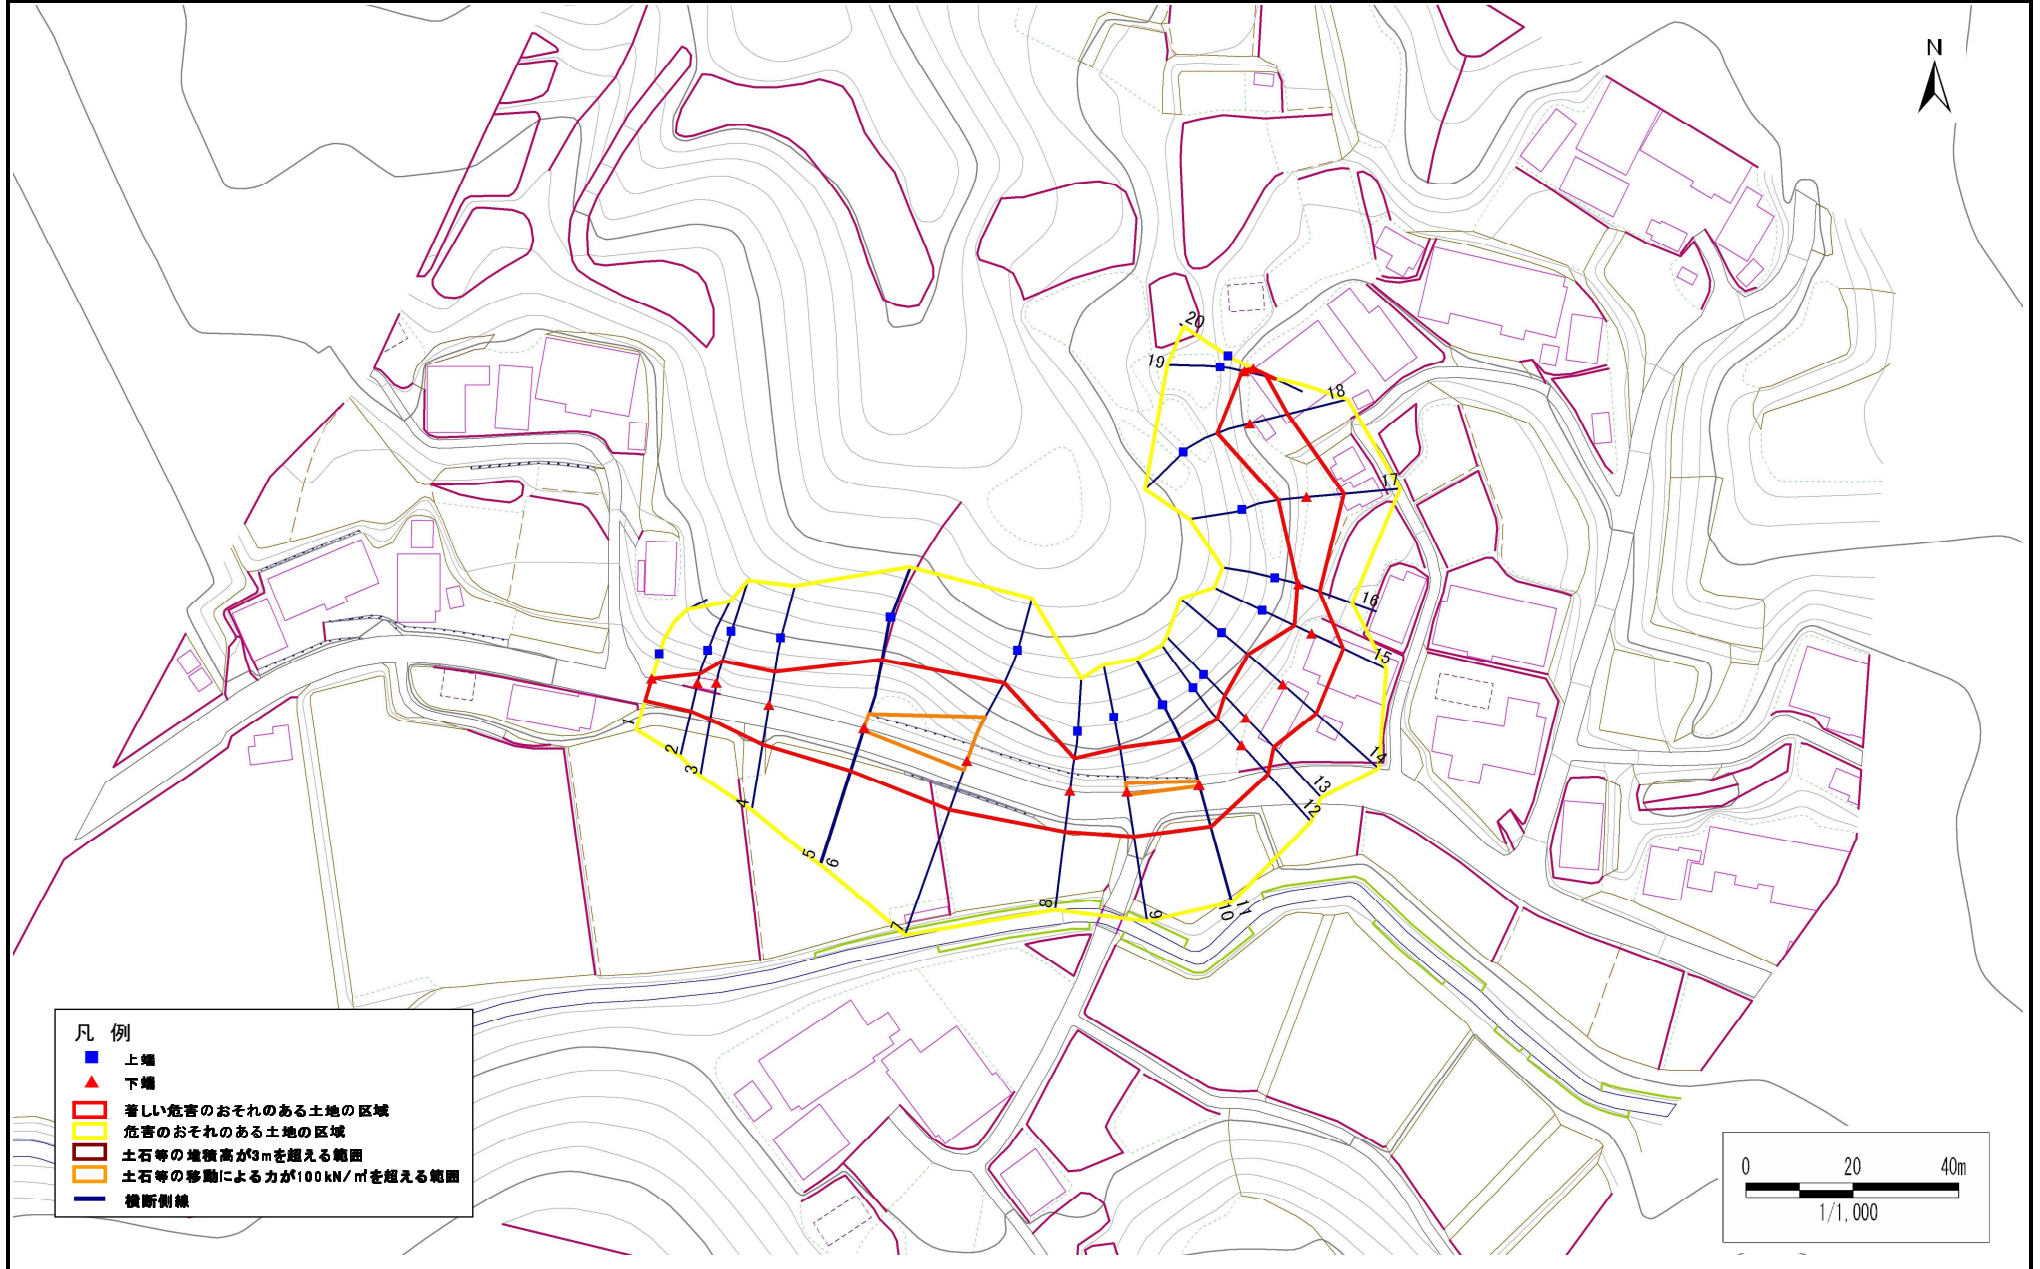 N
20
19
18
17
16
15
14
13
12
11
10
9
8
7
6
5
4
3
2
1
凡 例
上端
下端
著しい危害のおそれのある土地の区域
危害のおそれのある土地の区域
土石等の堆積高が3mを超える範囲
土石等の移動による力が100kN/㎡を超える範囲
横断側線
0 20 40m
1/1,000